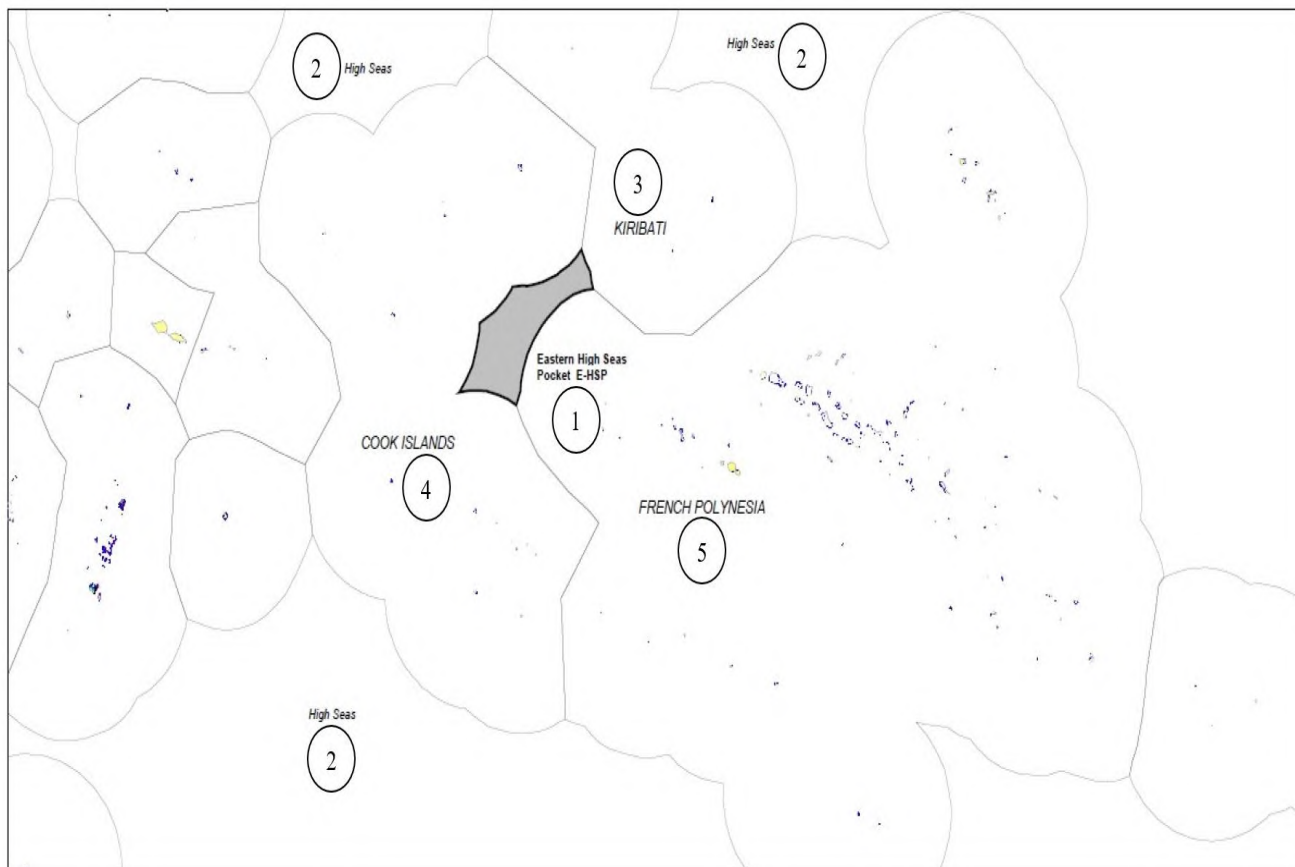 High Seas
2
2
High Seas
3
KIRIBATI
Eastern High Seas
Pocket E-HSP
1
COOK ISLANDS
4
FRENCH POLYNESIA
5
High Seas
2